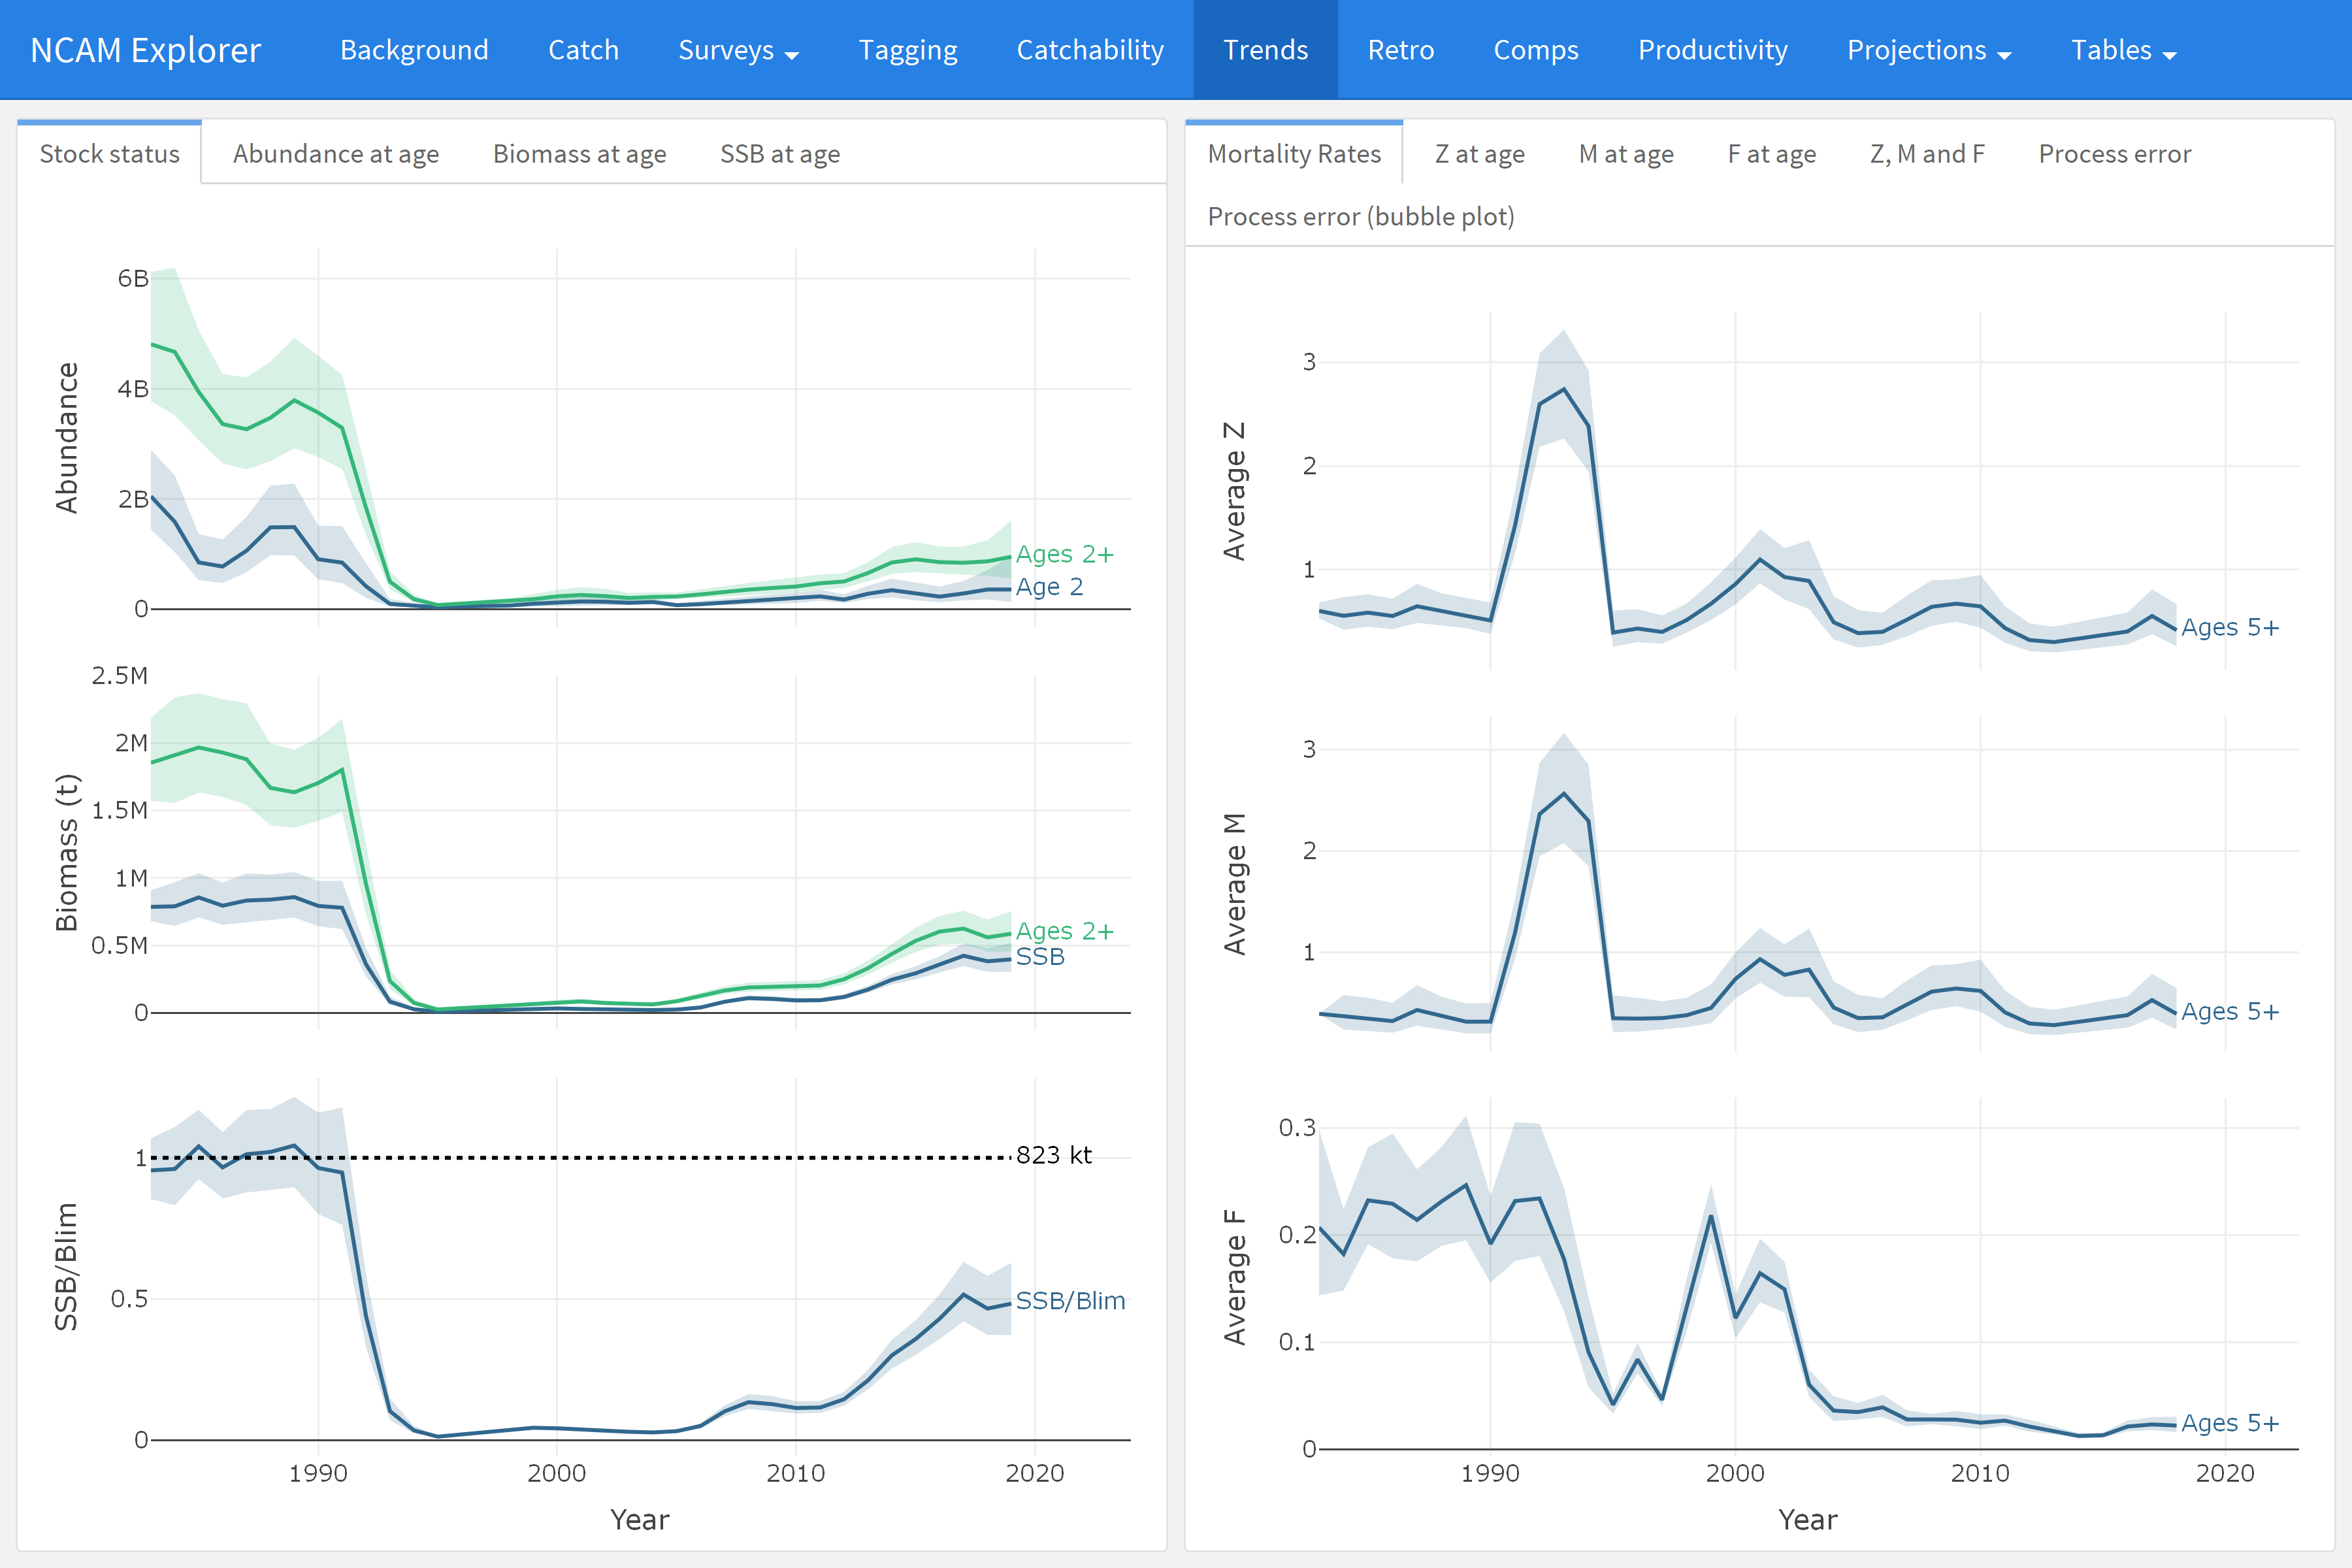 NCAM Explorer Background Catch Surveys Tagging Catchability Trends Retro Comps Productivity Projections Tables
Stock status Abundance at age Biomass at age SSB at age
Abundance
6B
4B
2B
0
Ages 2+
Age 2
Biomass (t)
2.5M
2M
1.5M
1M
0.5M
0
Ages 2+
SSB
SSB/Blim
1
0.5
0
823 kt
SSB/Blim
1990 2000 2010 2020
Year
Mortality Rates Z at age M at age F at age Z, M and F Process error
Process error (bubble plot)
Average Z
3
2
1
Ages 5+
Average M
3
2
1
Ages 5+
Average F
0.3
0.2
0.1
0
Ages 5+
1990 2000 2010 2020
Year